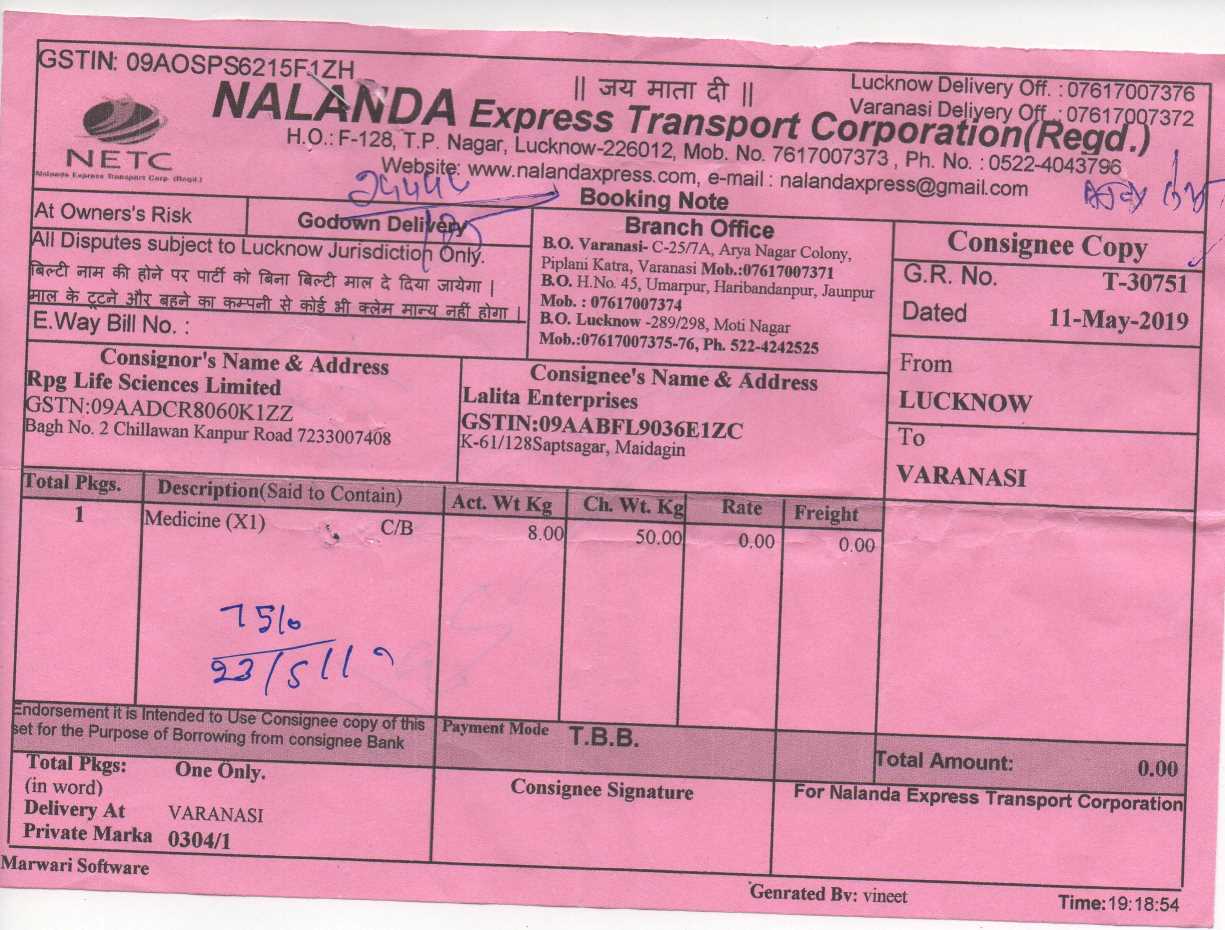 GSTIN: 09AOSPS6215F1ZH
|| जय माता दी ||
Lucknow Delivery Off. : 07617007376
Varanasi Delivery Off. : 07617007372
NALANDA Express Transport Corporation(Regd.)
NETC
Nalanda Express Transport Corp. (Regd.)
H.O.: F-128, T.P. Nagar, Lucknow-226012, Mob. No. 7617007373 , Ph. No. : 0522-4043796
Website: www.nalandaxpress.com, e-mail : nalandaxpress@gmail.com
Booking Note
At Owners's Risk
Godown Delivery
All Disputes subject to Lucknow Jurisdiction Only.
बिल्टी नाम की होने पर पार्टी को बिना बिल्टी माल दे दिया जायेगा |
माल के टूटने और बहने का कम्पनी से कोई भी क्लेम मान्य नहीं होगा |
E.Way Bill No. :
Branch Office
B.O. Varanasi- C-25/7A, Arya Nagar Colony,
Piplani Katra, Varanasi Mob.:07617007371
B.O. H.No. 45, Umarpur, Haribandanpur, Jaunpur
Mob. : 07617007374
B.O. Lucknow -289/298, Moti Nagar
Mob.:07617007375-76, Ph. 522-4242525
Consignee Copy
G.R. No. T-30751
Dated 11-May-2019
From
LUCKNOW
To
VARANASI
Consignor's Name & Address
Rpg Life Sciences Limited
GSTN:09AADCR8060K1ZZ
Bagh No. 2 Chillawan Kanpur Road 7233007408
Consignee's Name & Address
Lalita Enterprises
GSTIN:09AABFL9036E1ZC
K-61/128Saptsagar, Maidagin
Total Pkgs. Description(Said to Contain) Act. Wt Kg Ch. Wt. Kg Rate Freight
1 Medicine (X1) C/B 8.00 50.00 0.00 0.00
23/5/19
Endorsement it is Intended to Use Consignee copy of this
set for the Purpose of Borrowing from consignee Bank
Payment Mode T.B.B.
Total Amount: 0.00
Total Pkgs: One Only.
(in word)
Delivery At VARANASI
Private Marka 0304/1
Consignee Signature
For Nalanda Express Transport Corporation
Marwari Software
Genrated By: vineet
Time:19:18:54